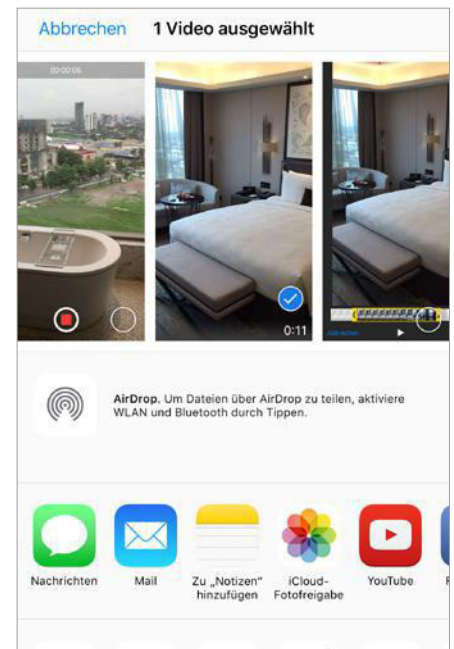 Abbrechen 1 Video ausgewählt
00:00:06
0:11
AirDrop. Um Dateien über AirDrop zu teilen, aktiviere
WLAN und Bluetooth durch Tippen.
Nachrichten Mail Zu „Notizen“ iCloud- YouTube F
hinzufügen Fotofreigabe